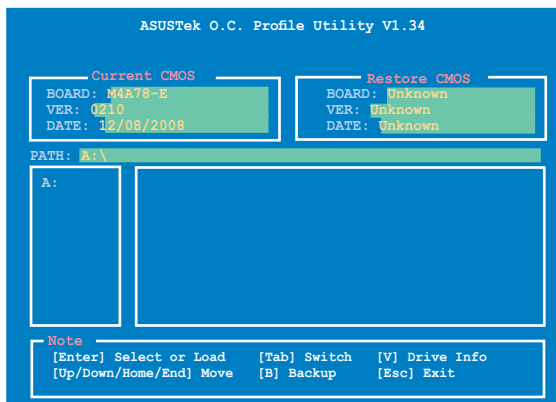 ASUSTek O.C. Profile Utility V1.34
Current CMOS
BOARD: M4A78-E
VER: 0210
DATE: 12/08/2008
Restore CMOS
BOARD: Unknown
VER: Unknown
DATE: Unknown
PATH: A:\
A:
Note
[Enter] Select or Load [Tab] Switch [V] Drive Info
[Up/Down/Home/End] Move [B] Backup [Esc] Exit